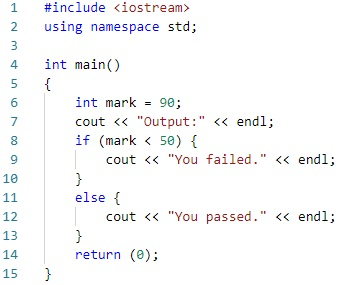 1 #include <iostream>
2 using namespace std;
3
4 int main()
5 {
6     int mark = 90;
7     cout << "Output:" << endl;
8     if (mark < 50) {
9         cout << "You failed." << endl;
10     }
11     else {
12         cout << "You passed." << endl;
13     }
14     return (0);
15 }